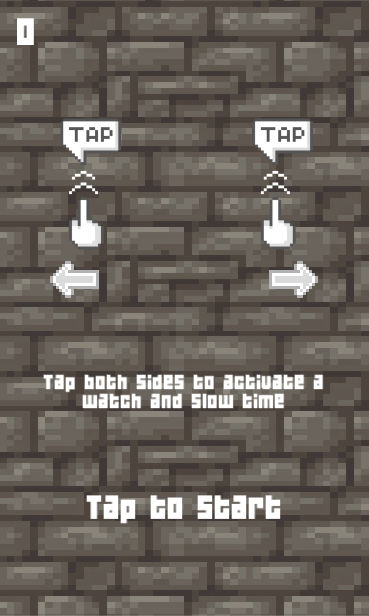 0
TAP TAP
Tap both sides to activate a
watch and slow time
Tap to Start